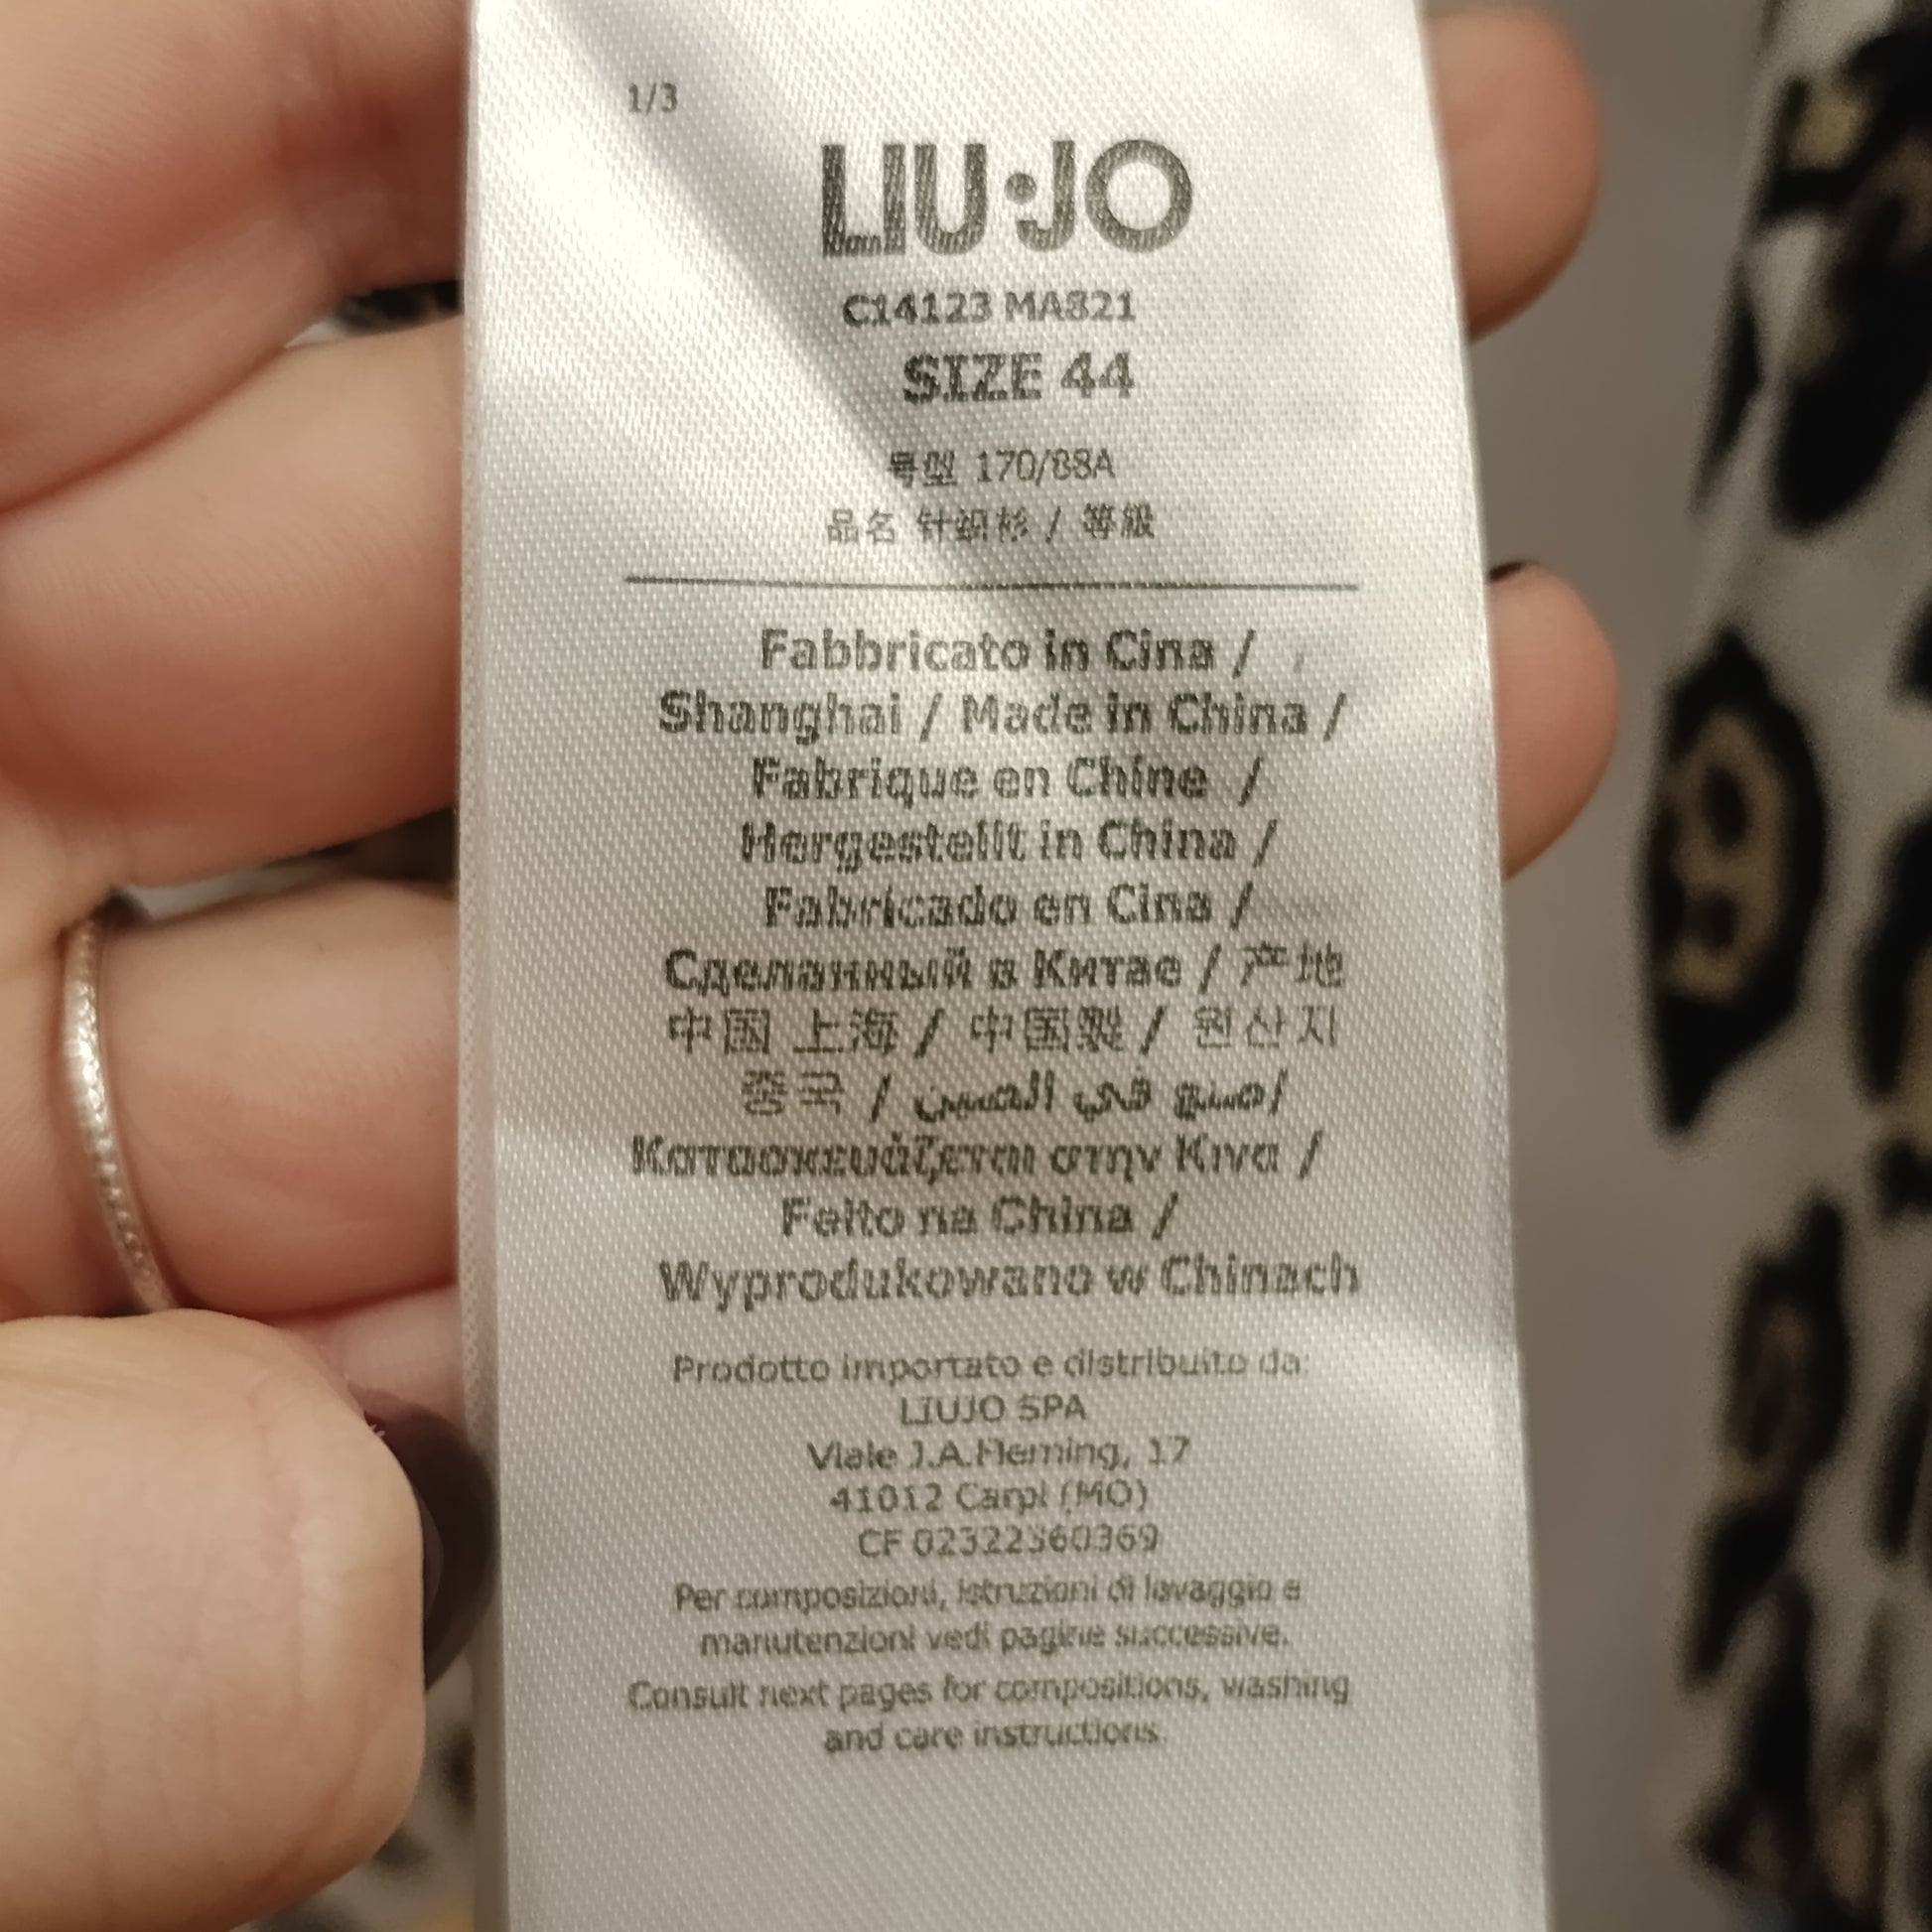 1/3
LIU·JO
C14123 MA821
SIZE 44
号型 170/88A
品名 针织衫 / 等級
Fabbricato in Cina /
Shanghai / Made in China /
Fabrique en Chine /
Hergestellt in China /
Fabricado en Cina /
Сделанный в Китае / 产地
中国 上海 / 中国製 / 원산지
중국 / صنع في الصين/
Κατασκευάζεται στην Κινα /
Feito na China /
Wyprodukowano w Chinach
Prodotto importato e distribuito da:
LIUJO SPA
Viale J.A.Fleming, 17
41012 Carpi (MO)
CF 02322360369
Per composizioni, istruzioni di lavaggio e
manutenzioni vedi pagine successive.
Consult next pages for compositions, washing
and care instructions.